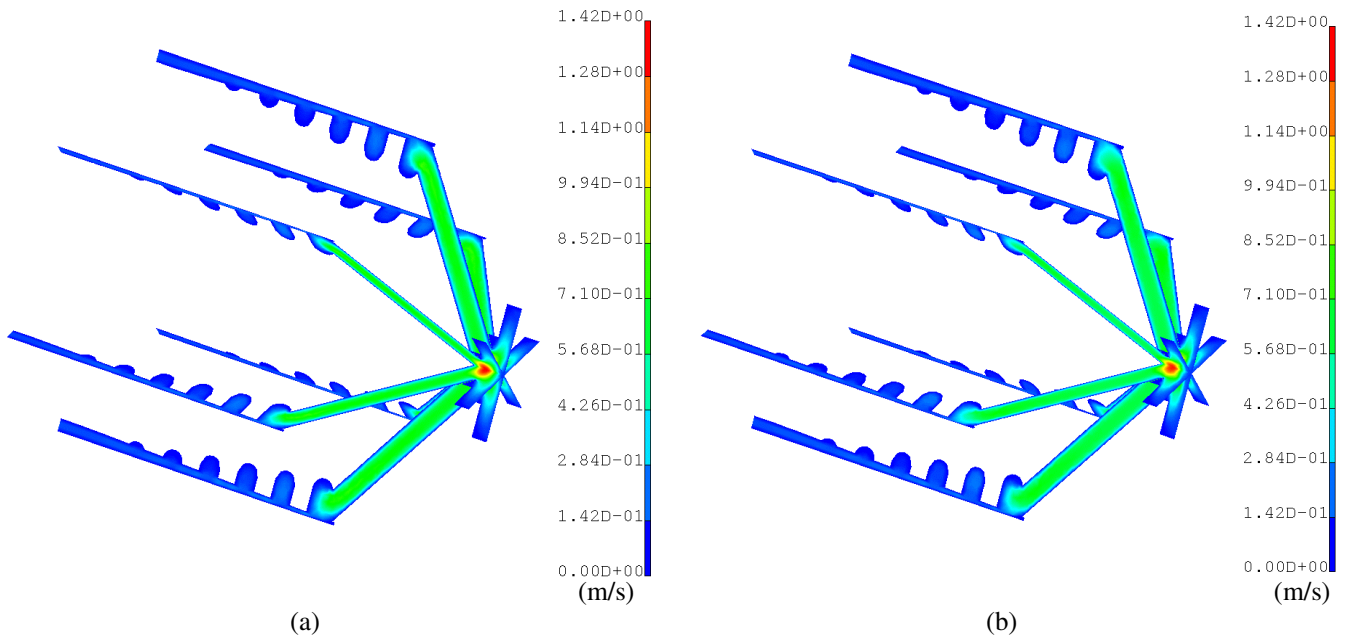 1.42D+00
1.28D+00
1.14D+00
9.94D-01
8.52D-01
7.10D-01
5.68D-01
4.26D-01
2.84D-01
1.42D-01
0.00D+00
(m/s)
(a)
1.42D+00
1.28D+00
1.14D+00
9.94D-01
8.52D-01
7.10D-01
5.68D-01
4.26D-01
2.84D-01
1.42D-01
0.00D+00
(m/s)
(b)